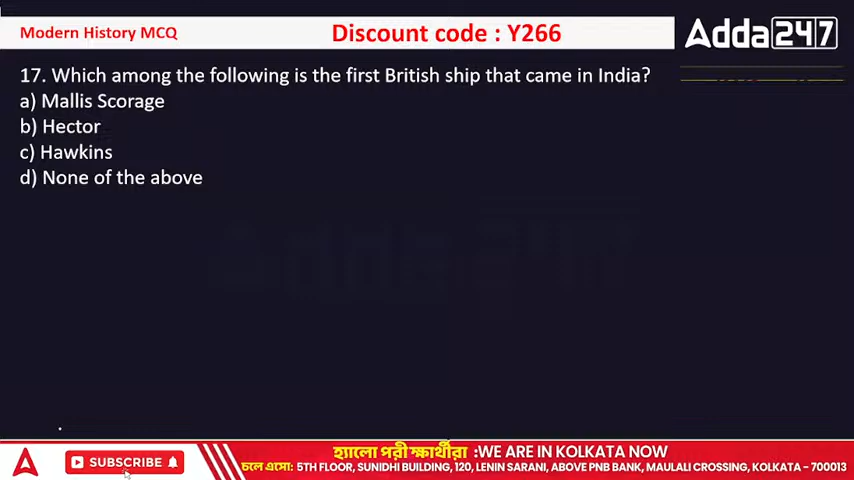 Modern History MCQ
Discount code : Y266
Adda247
17. Which among the following is the first British ship that came in India?
a) Mallis Scorage
b) Hector
c) Hawkins
d) None of the above
SUBSCRIBE
হ্যালো পরীক্ষার্থীরা :WE ARE IN KOLKATA NOW
চলে এসো: 5TH FLOOR, SUNIDHI BUILDING, 120, LENIN SARANI, ABOVE PNB BANK, MAULALI CROSSING, KOLKATA - 700013